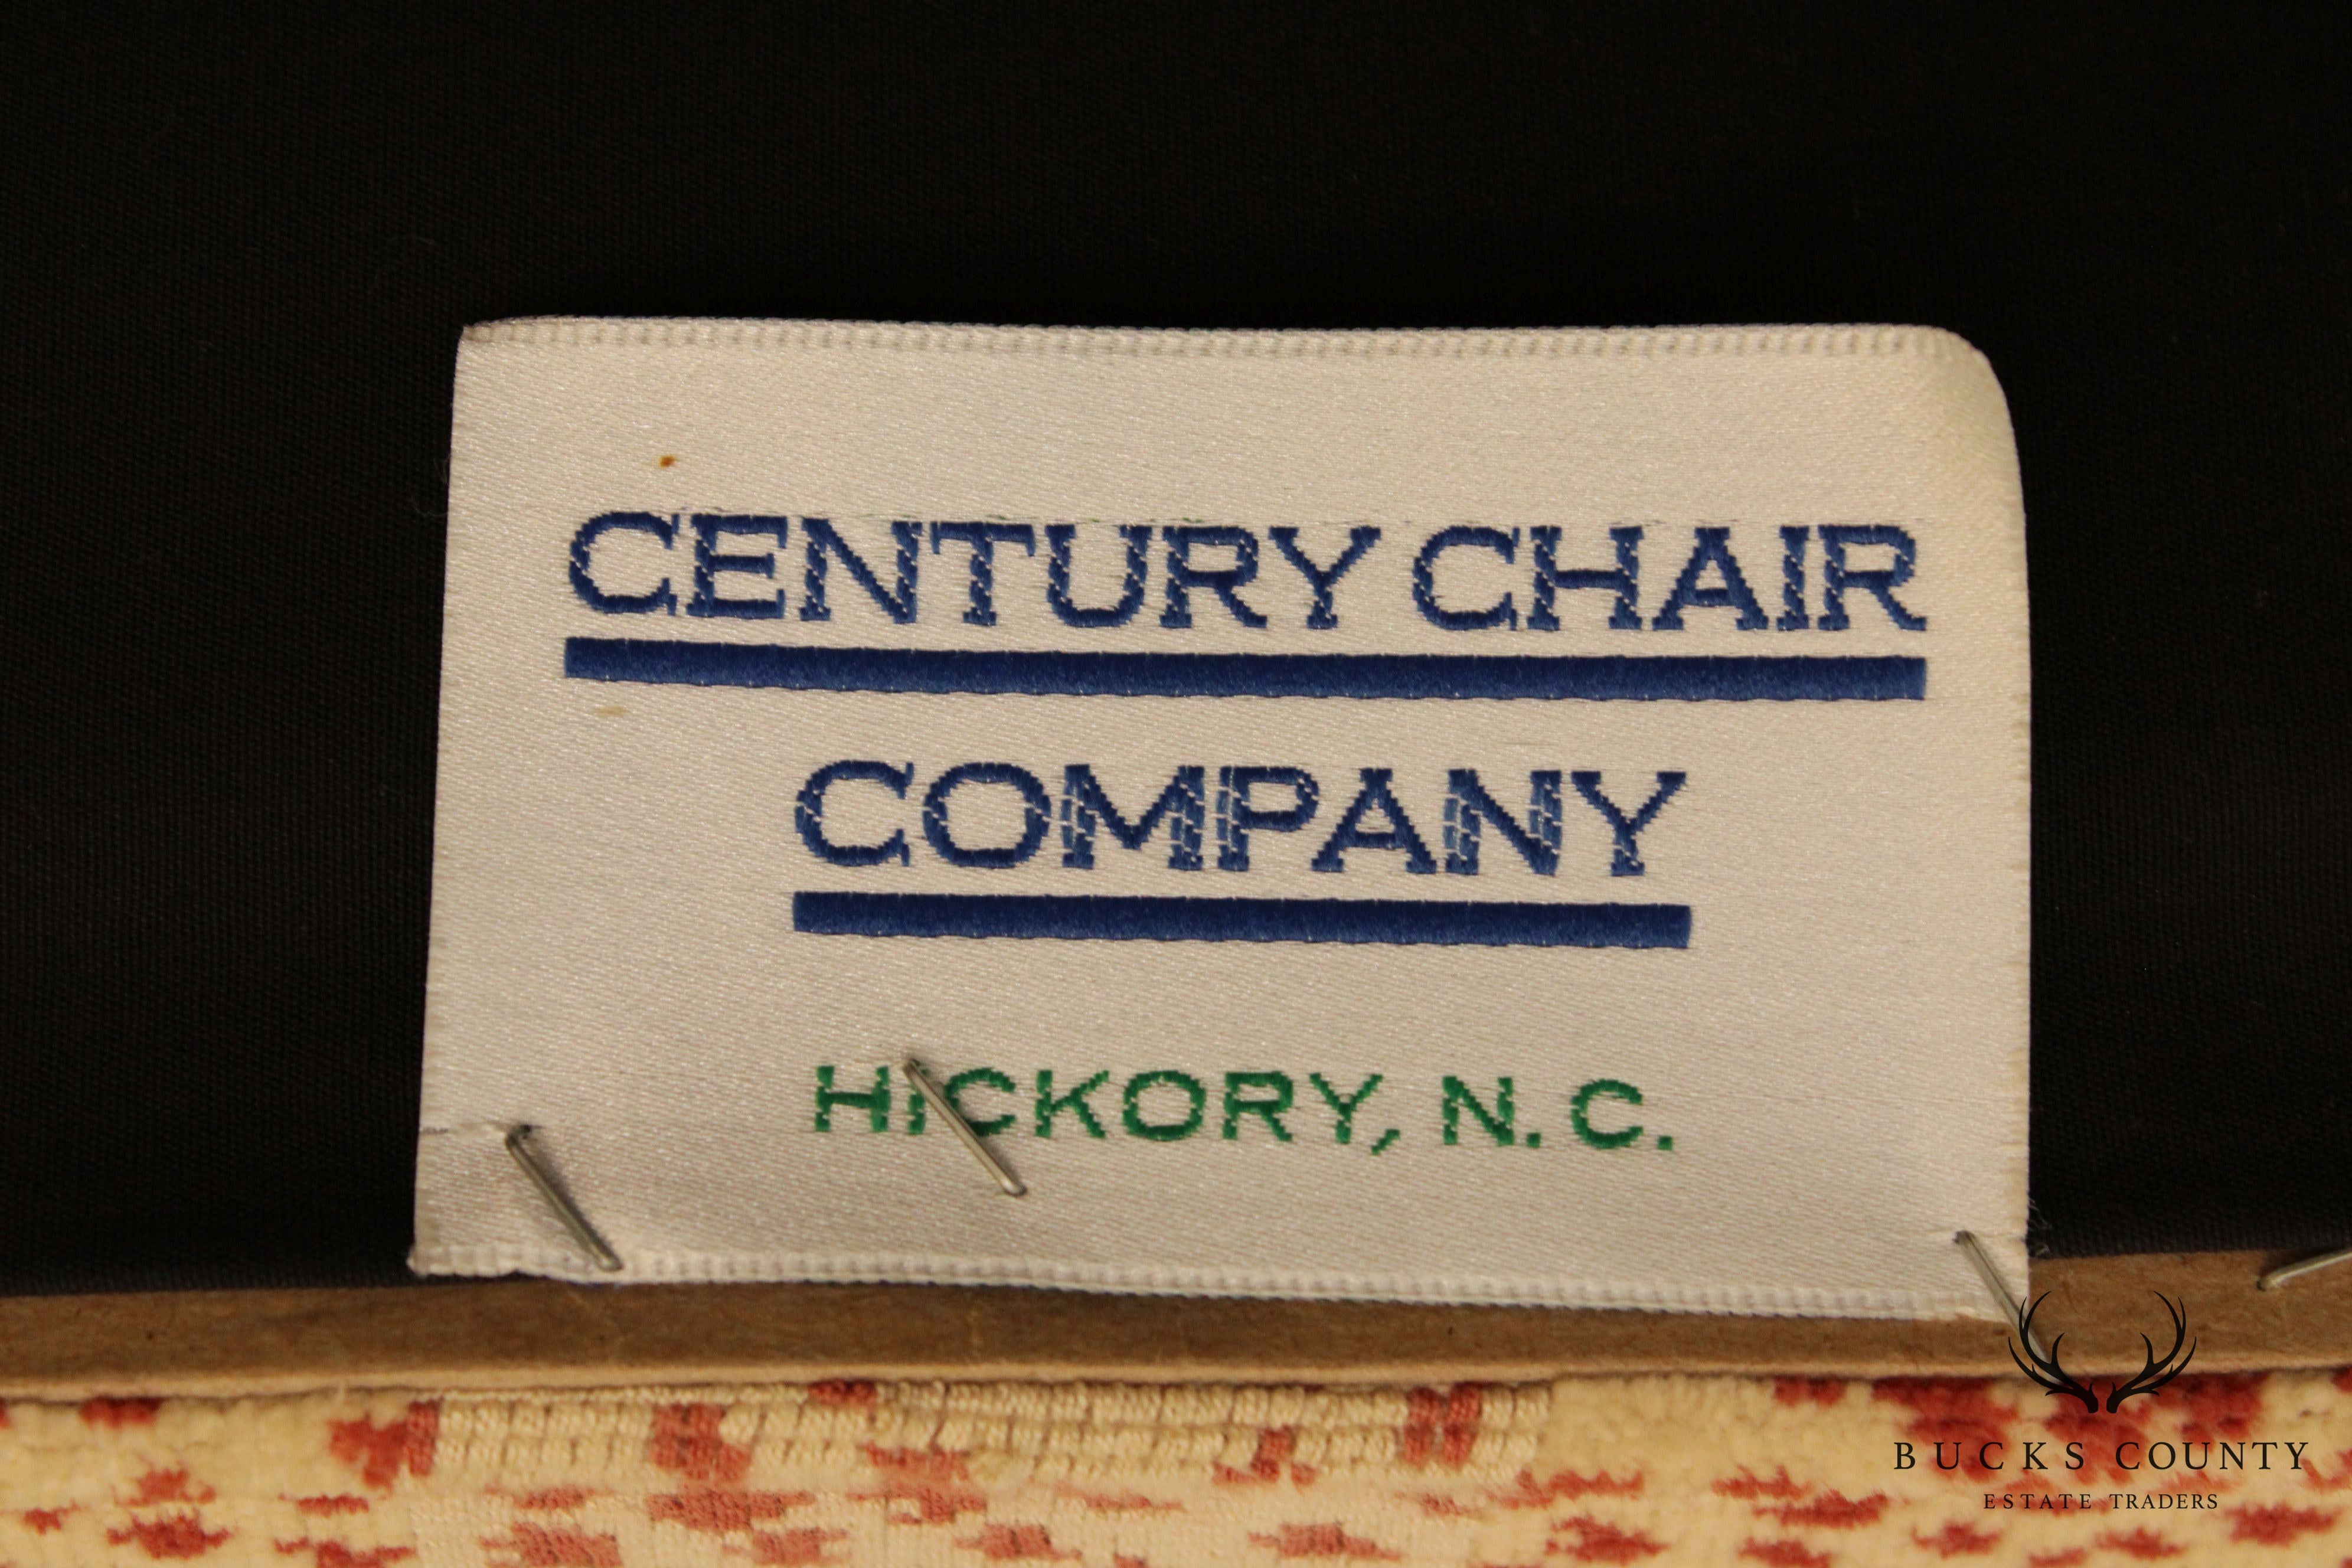 CENTURY CHAIR
COMPANY
HICKORY, N.C.
BUCKS COUNTY
ESTATE TRADERS